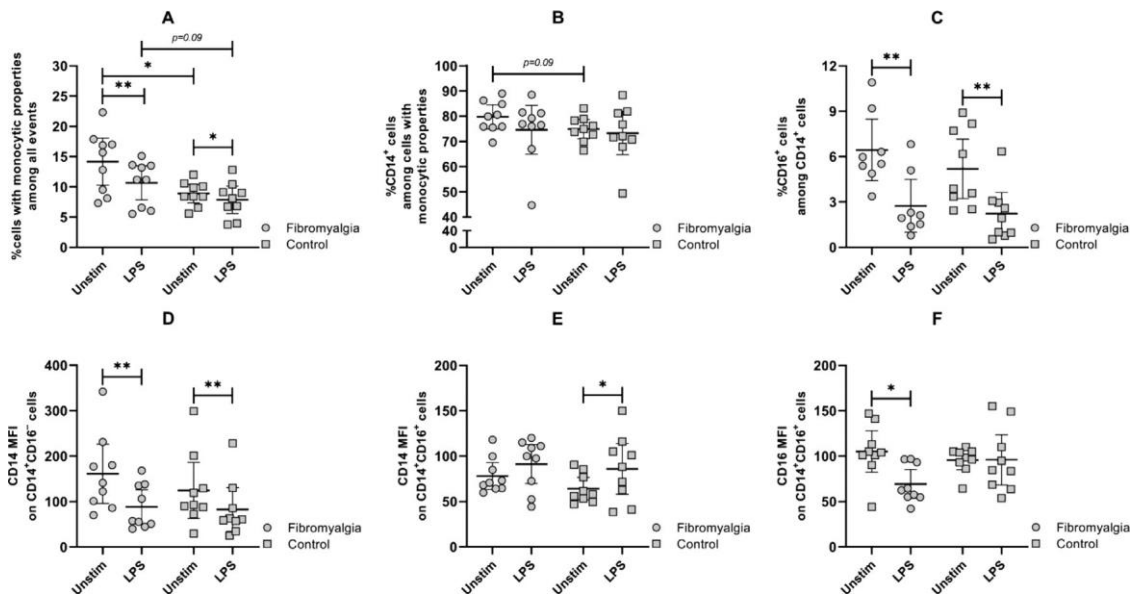 A
%cells with monocytic properties
among all events
30
25
20
15
10
5
0
p=0.09
*
**
*
Unstim
LPS
Unstim
LPS
Fibromyalgia
Control
B
%CD14+ cells
among cells with
monocytic properties
100
90
80
70
60
50
40
40
0
p=0.09
Unstim
LPS
Unstim
LPS
Fibromyalgia
Control
C
%CD16+ cells
among CD14+ cells
12
9
6
3
0
**
**
Unstim
LPS
Unstim
LPS
Fibromyalgia
Control
D
CD14 MFI
on CD14+CD16- cells
400
300
200
100
0
**
**
Unstim
LPS
Unstim
LPS
Fibromyalgia
Control
E
CD14 MFI
on CD14+CD16+ cells
200
150
100
50
0
*
Unstim
LPS
Unstim
LPS
Fibromyalgia
Control
F
CD16 MFI
on CD14+CD16+ cells
200
150
100
50
0
*
Unstim
LPS
Unstim
LPS
Fibromyalgia
Control